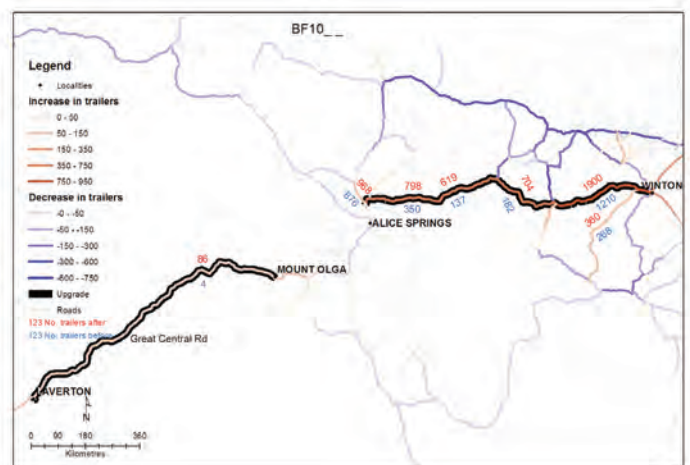 BF10_ _
Legend
Localities
Increase in trailers
0 - 50
50 - 150
150 - 350
350 - 750
750 - 950
Decrease in trailers
-0 - -50
-50 - -150
-150 - -300
-300 - -600
-600 - -750
Upgrade
Roads
123 No. trailers after
123 No. trailers before
968
876
798
350
619
137
704
182
1900
1210
360
268
WINTON
ALICE SPRINGS
86
4
MOUNT OLGA
Great Central Rd
LAVERTON
N
0 90 180 360
Kilometres